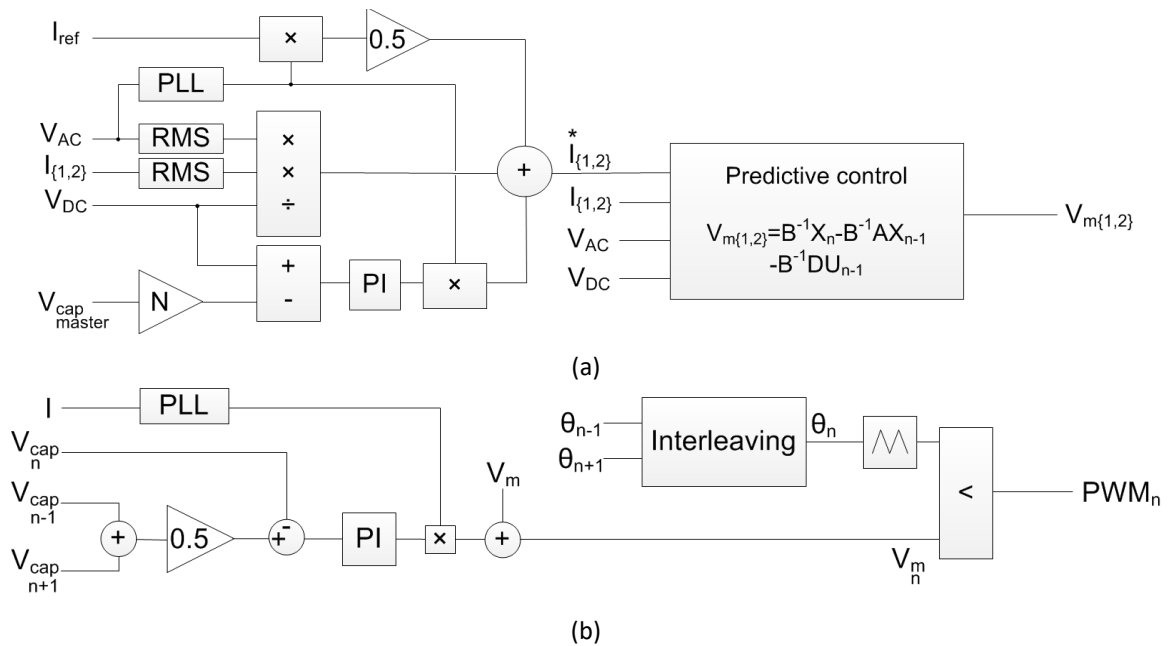 I_ref
×
0.5
PLL
V_AC
RMS
×
I_{1,2}
RMS
×
V_DC
÷
+
*
I_{1,2}
Predictive control
I_{1,2}
V_AC
V_DC
V_m{1,2}=B^-1X_n-B^-1AX_n-1
-B^-1DU_n-1
V_m{1,2}
+
-
PI
×
V_cap
master
N
(a)
I
PLL
V_cap
n
V_cap
n-1
V_cap
n+1
+
0.5
+
-
PI
×
V_m
+
θ_n-1
θ_n+1
Interleaving
θ_n
<
PWM_n
V_m
n
(b)